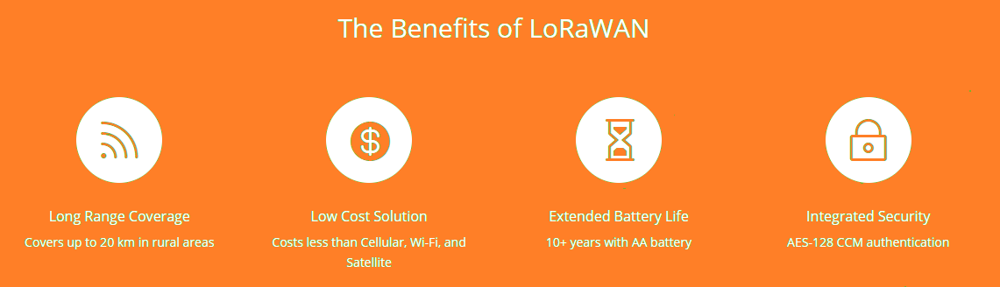 The Benefits of LoRaWAN
Long Range Coverage
Covers up to 20 km in rural areas
Low Cost Solution
Costs less than Cellular, Wi-Fi, and
Satellite
Extended Battery Life
10+ years with AA battery
Integrated Security
AES-128 CCM authentication